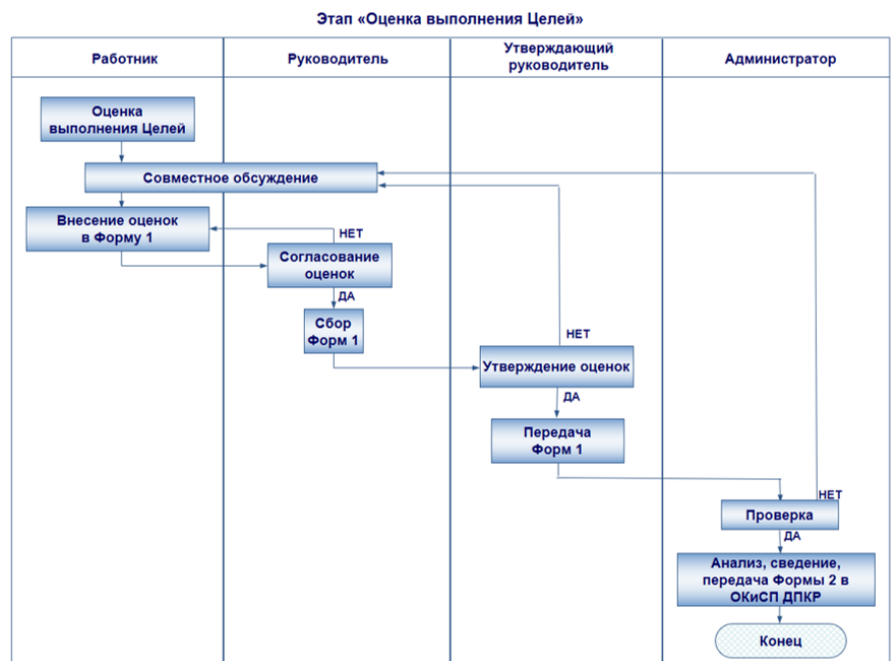 Этап «Оценка выполнения Целей»
Работник
Руководитель
Утверждающий
руководитель
Администратор
Оценка
выполнения Целей
Совместное обсуждение
Внесение оценок
в Форму 1
НЕТ
Согласование
оценок
ДА
Сбор
Форм 1
НЕТ
Утверждение оценок
ДА
Передача
Форм 1
НЕТ
Проверка
ДА
Анализ, сведение,
передача Формы 2 в
ОКиСП ДПКР
Конец